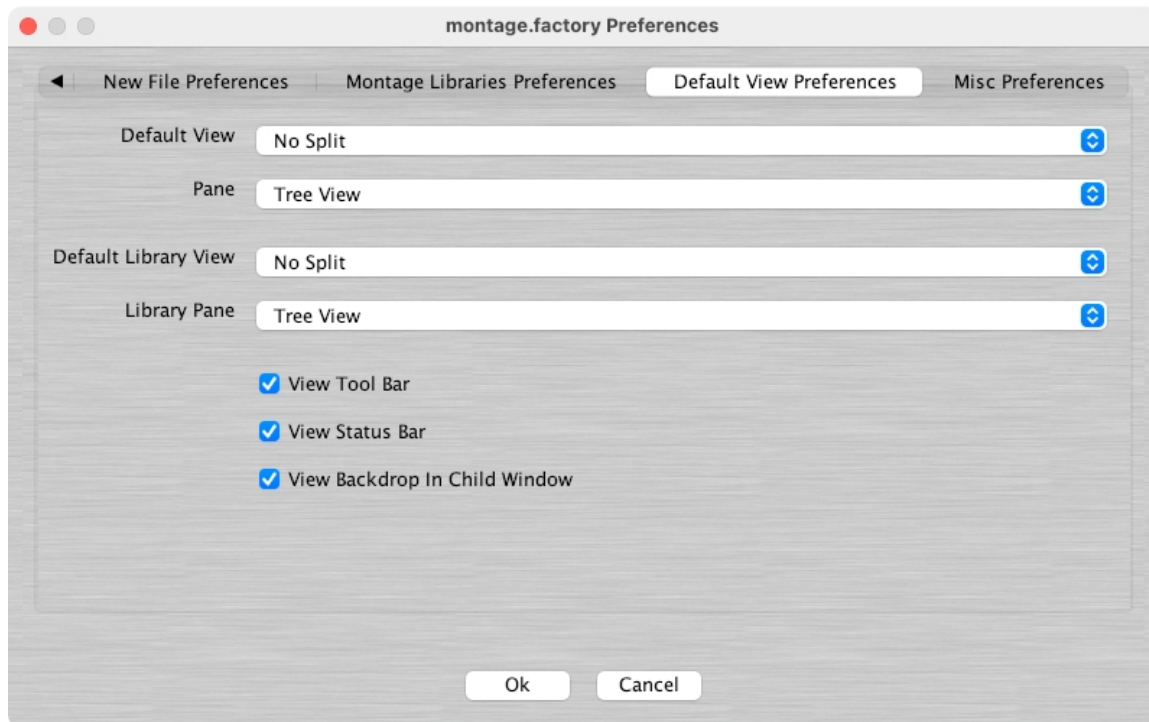 montage.factory Preferences
New File Preferences Montage Libraries Preferences Default View Preferences Misc Preferences
Default View No Split
Pane Tree View
Default Library View No Split
Library Pane Tree View
View Tool Bar
View Status Bar
View Backdrop In Child Window
Ok Cancel